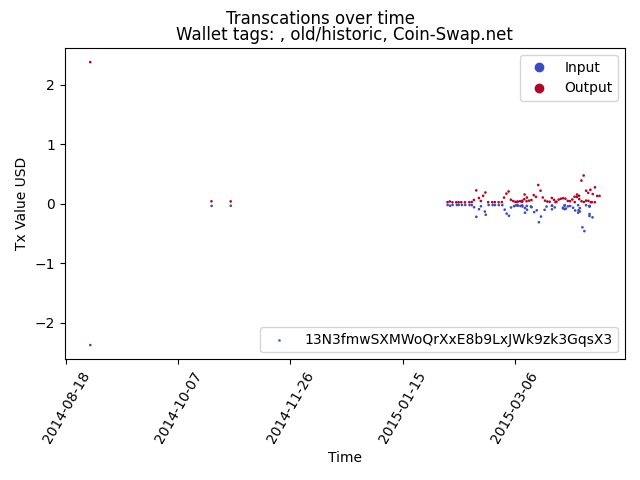 Transcations over time
Wallet tags: , old/historic, Coin-Swap.net
Input
Output
Tx Value USD
2
1
0
−1
−2
13N3fmwSXMWoQrXxE8b9LxJWk9zk3GqsX3
2014-08-18
2014-10-07
2014-11-26
2015-01-15
2015-03-06
Time